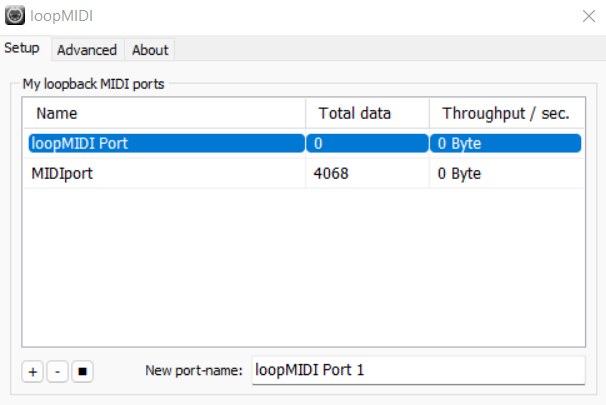 loopMIDI
Setup Advanced About
My loopback MIDI ports
Name Total data Throughput / sec.
loopMIDI Port 0 0 Byte
MIDIport 4068 0 Byte
+ - New port-name: loopMIDI Port 1